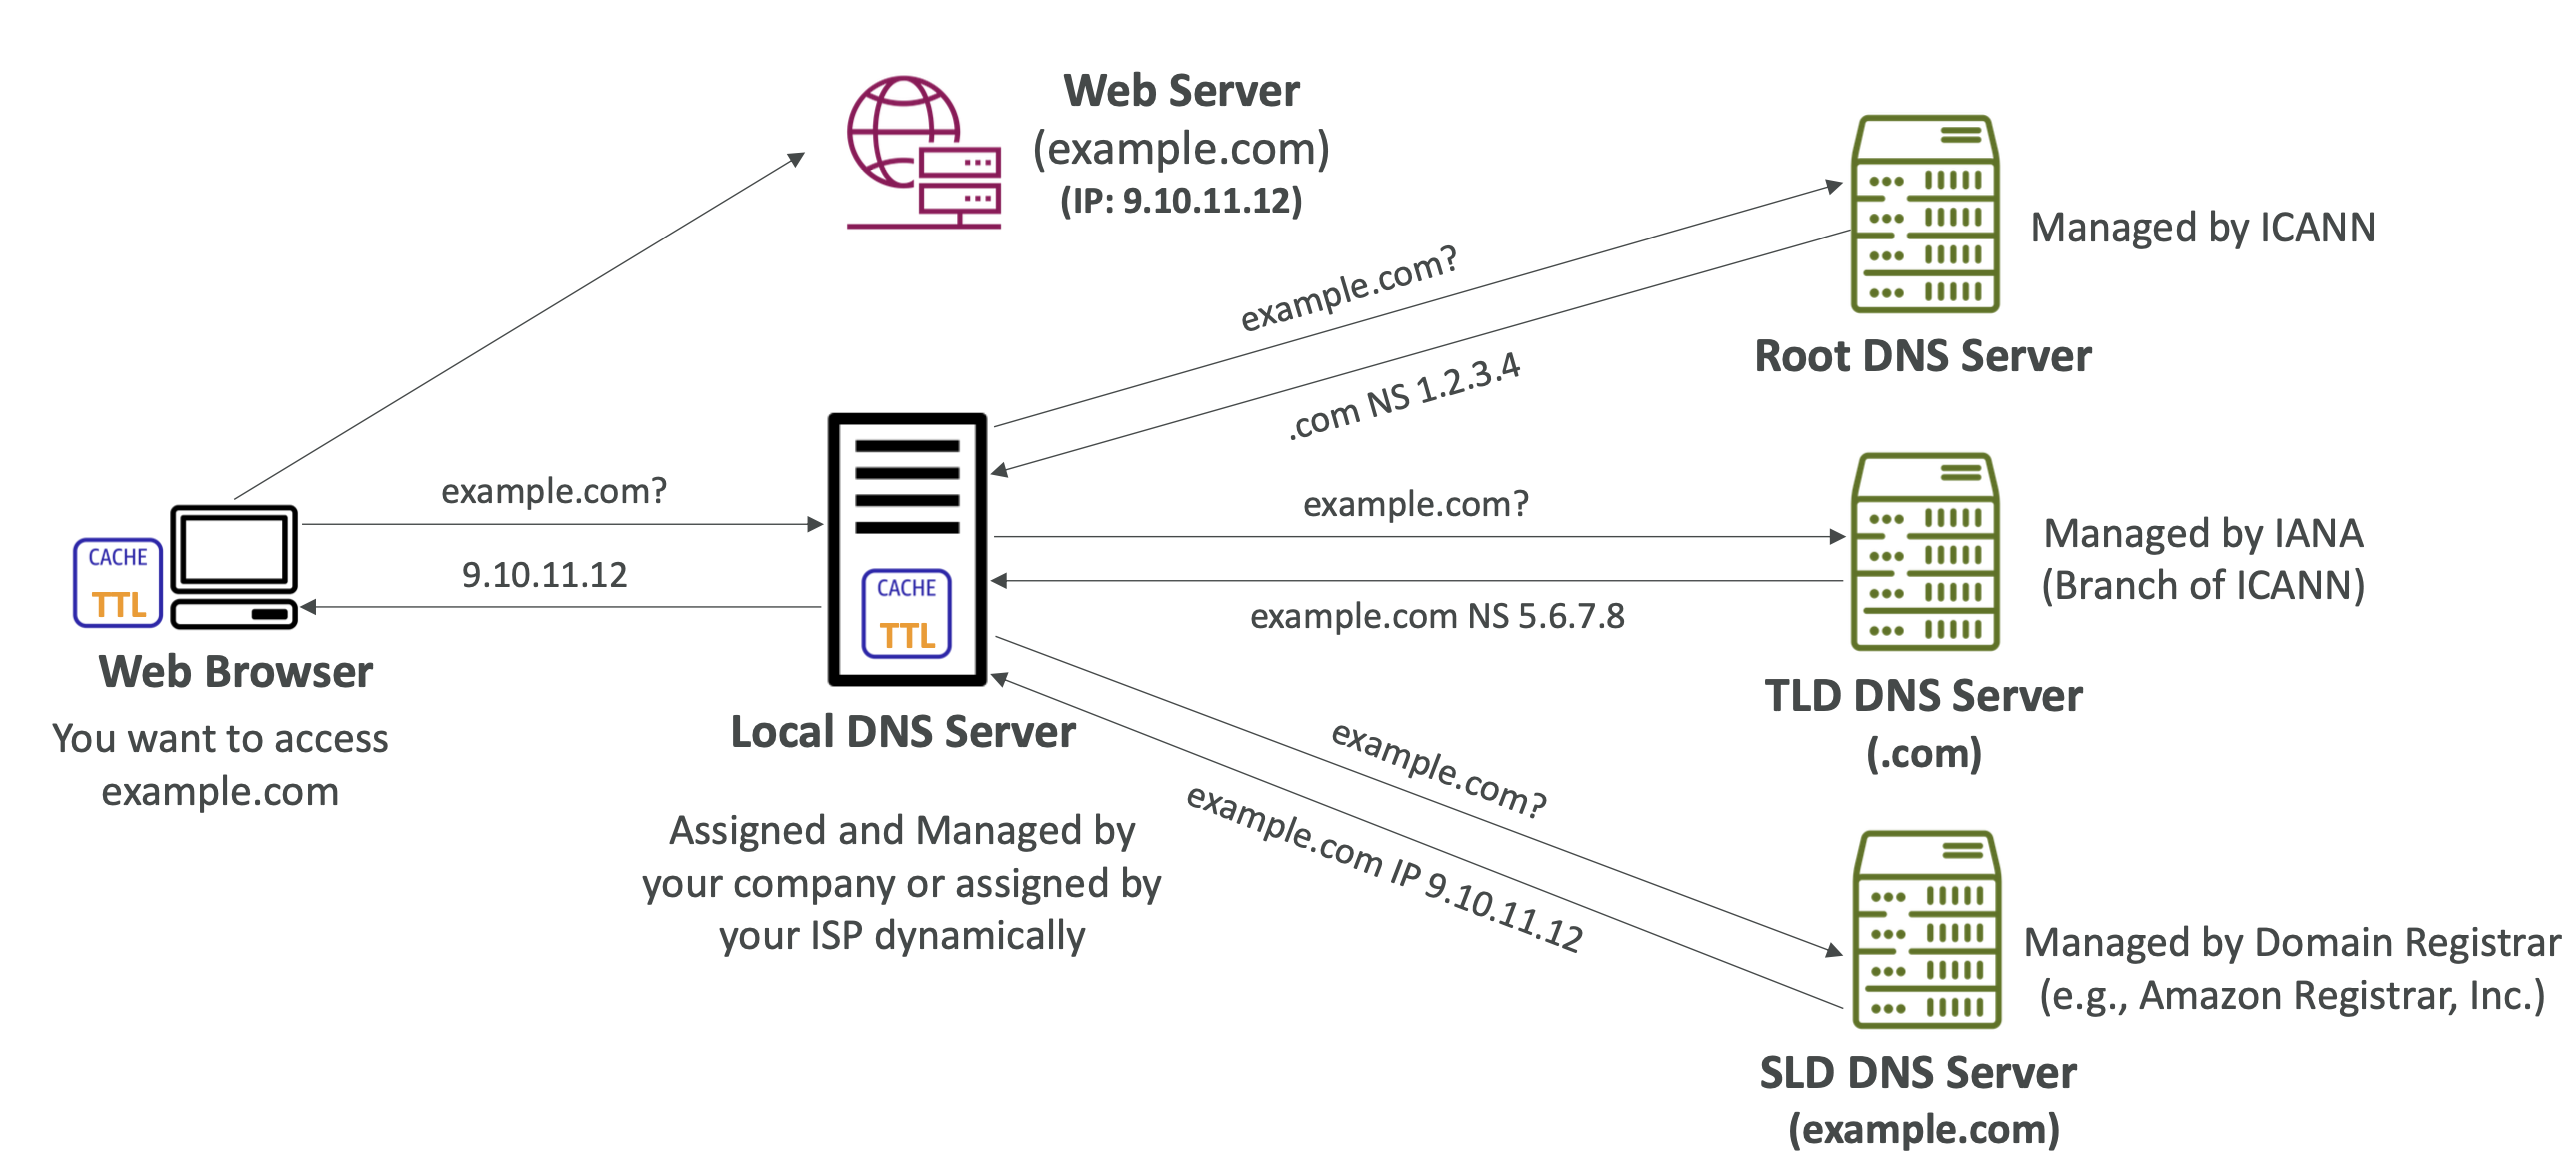 Web Server
(example.com)
(IP: 9.10.11.12)
Managed by ICANN
Root DNS Server
example.com?
.com NS 1.2.3.4
example.com?
9.10.11.12
CACHE
TTL
Web Browser
You want to access
example.com
CACHE
TTL
Local DNS Server
Assigned and Managed by
your company or assigned by
your ISP dynamically
example.com?
example.com NS 5.6.7.8
Managed by IANA
(Branch of ICANN)
TLD DNS Server
(.com)
example.com?
example.com IP 9.10.11.12
Managed by Domain Registrar
(e.g., Amazon Registrar, Inc.)
SLD DNS Server
(example.com)